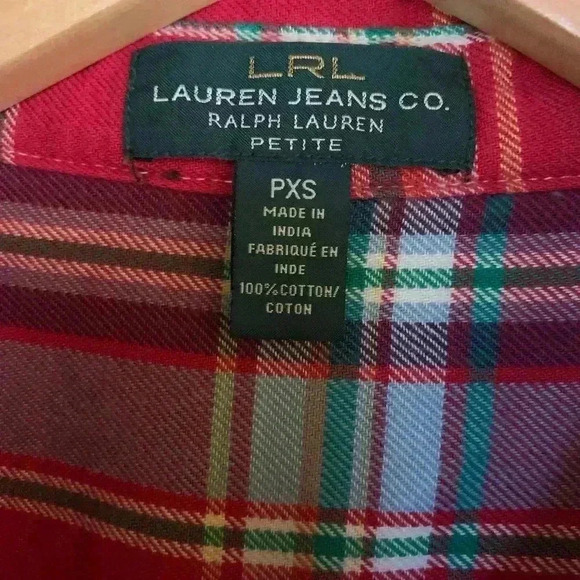 LRL
LAUREN JEANS CO.
RALPH LAUREN
PETITE
PXS
MADE IN
INDIA
FABRIQUÉ EN
INDE
100% COTTON/
COTON